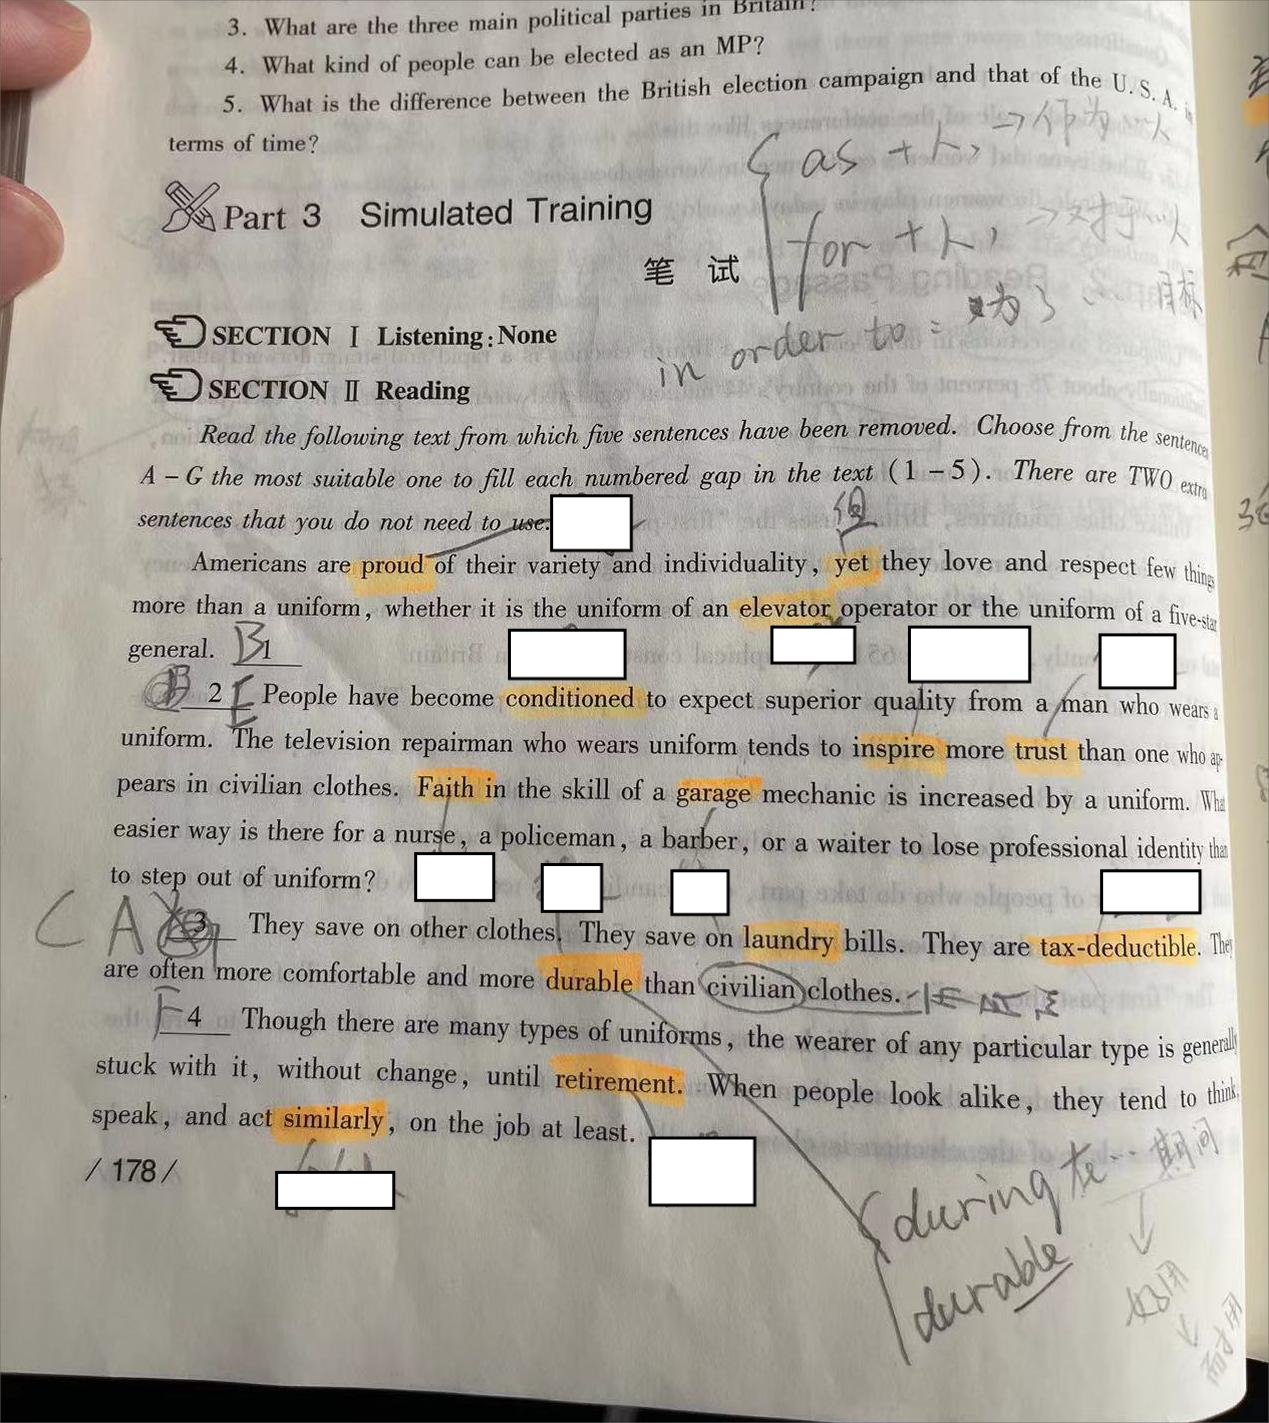 3. What are the three main political parties in Britain?
4. What kind of people can be elected as an MP?
5. What is the difference between the British election campaign and that of the U. S. A. in
terms of time?
as + 人, → 作为…人
Part 3 Simulated Training
for + 人, → 对于…人
笔 试
in order to = 为了… 目标
SECTION Ⅰ Listening: None
SECTION Ⅱ Reading
Read the following text from which five sentences have been removed. Choose from the sentences
A – G the most suitable one to fill each numbered gap in the text (1 – 5). There are TWO extra
sentences that you do not need to use.
但
Americans are proud of their variety and individuality, yet they love and respect few things
more than a uniform, whether it is the uniform of an elevator operator or the uniform of a five-star
general. B 1
2 E People have become conditioned to expect superior quality from a man who wears a
uniform. The television repairman who wears uniform tends to inspire more trust than one who ap-
pears in civilian clothes. Faith in the skill of a garage mechanic is increased by a uniform. What
easier way is there for a nurse, a policeman, a barber, or a waiter to lose professional identity than
to step out of uniform?
C A 3 They save on other clothes. They save on laundry bills. They are tax-deductible. They
are often more comfortable and more durable than civilian clothes.
F 4 Though there are many types of uniforms, the wearer of any particular type is generally
stuck with it, without change, until retirement. When people look alike, they tend to think,
speak, and act similarly, on the job at least.
/ 178 /
during 在…期间
durable
耐用